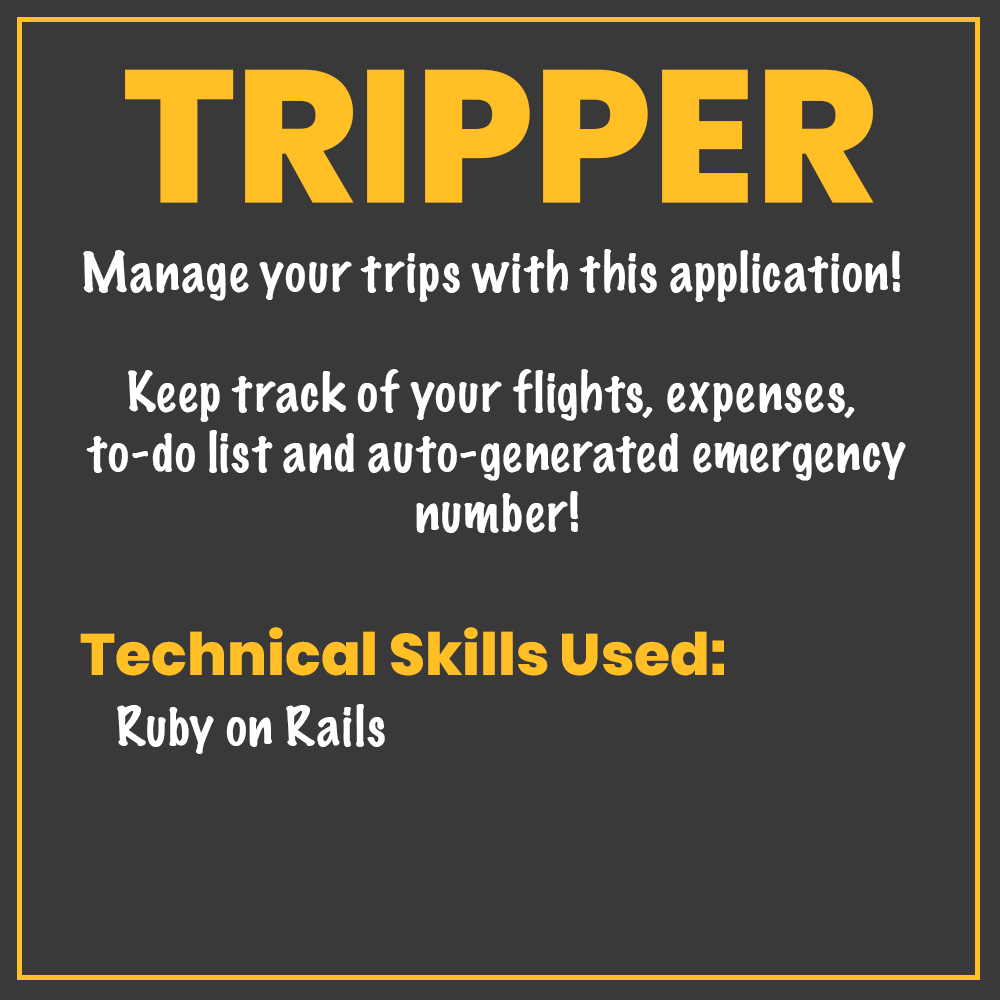 TRIPPER
Manage your trips with this application!
Keep track of your flights, expenses,
to-do list and auto-generated emergency
number!
Technical Skills Used:
Ruby on Rails